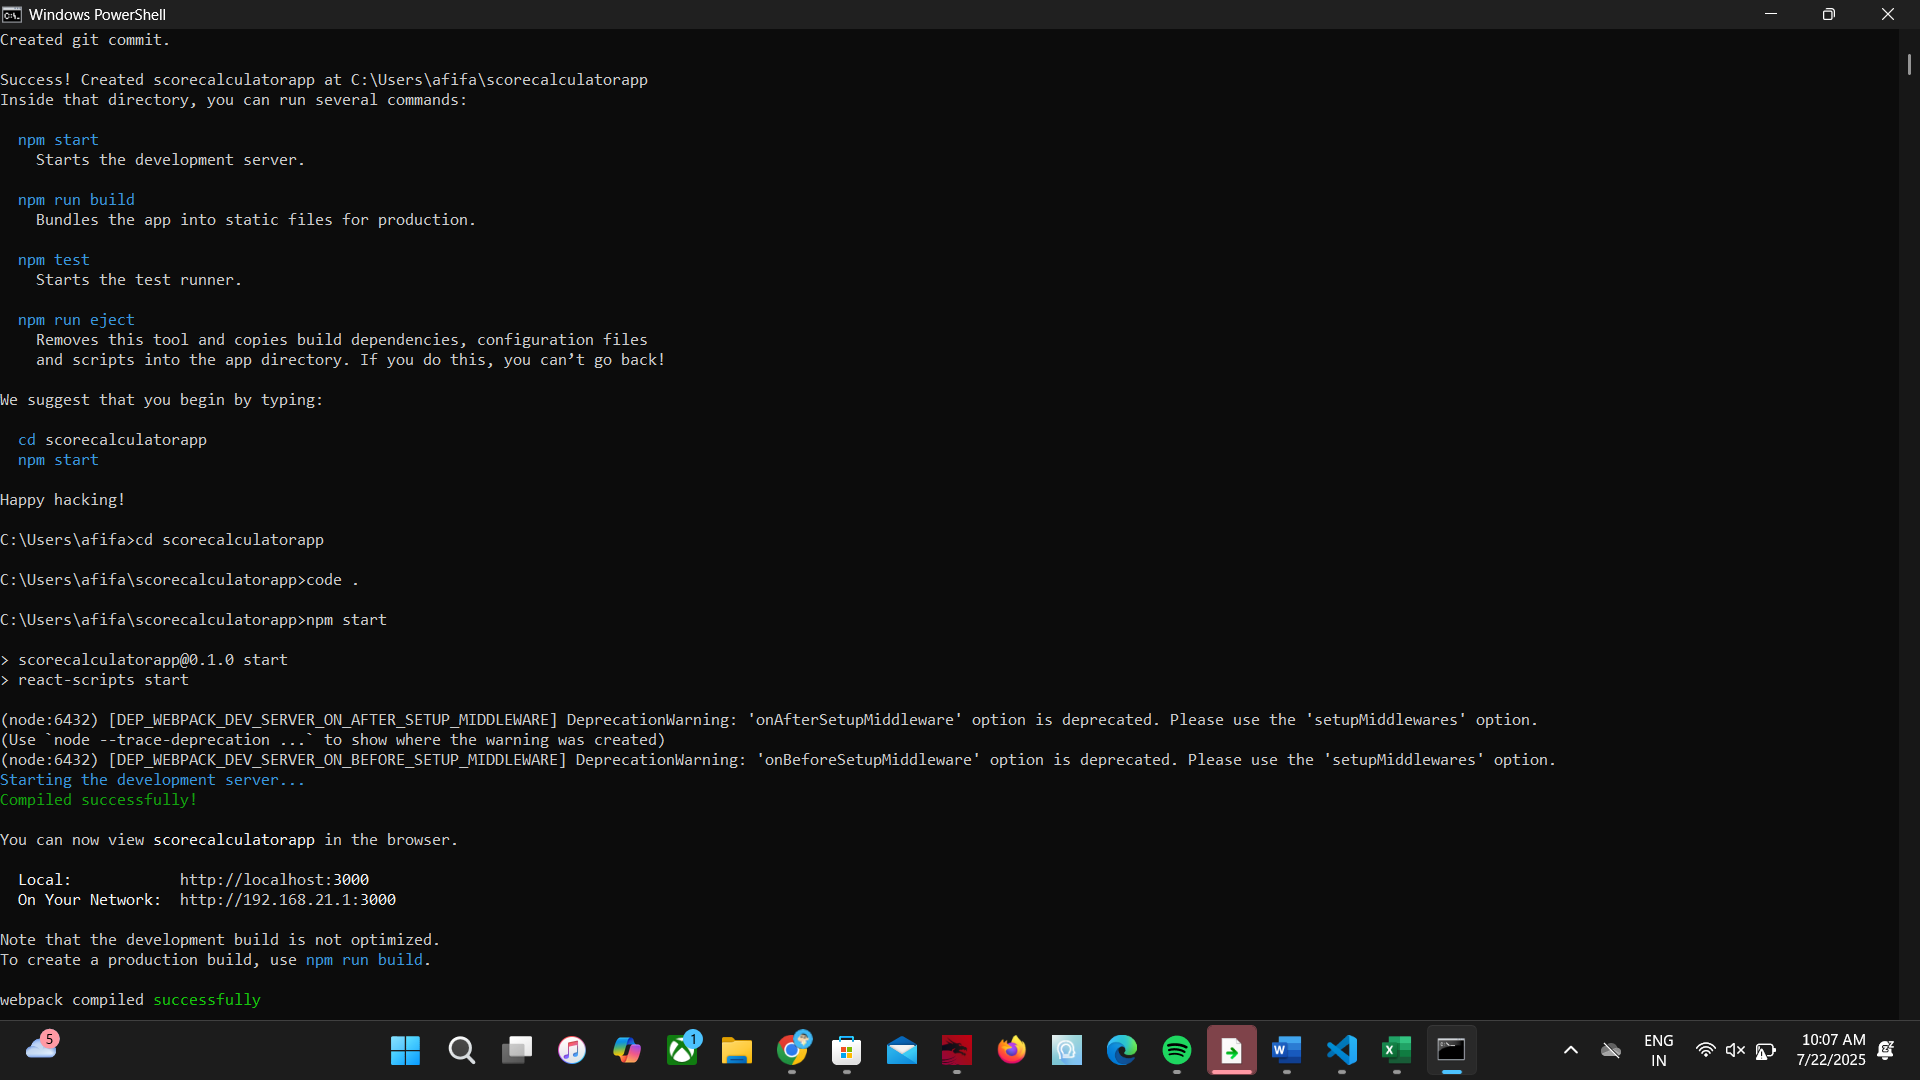 Windows PowerShell
Created git commit.
Success! Created scorecalculatorapp at C:\Users\afifa\scorecalculatorapp
Inside that directory, you can run several commands:
npm start
Starts the development server.
npm run build
Bundles the app into static files for production.
npm test
Starts the test runner.
npm run eject
Removes this tool and copies build dependencies, configuration files
and scripts into the app directory. If you do this, you can’t go back!
We suggest that you begin by typing:
cd scorecalculatorapp
npm start
Happy hacking!
C:\Users\afifa>cd scorecalculatorapp
C:\Users\afifa\scorecalculatorapp>code .
C:\Users\afifa\scorecalculatorapp>npm start
> scorecalculatorapp@0.1.0 start
> react-scripts start
(node:6432) [DEP_WEBPACK_DEV_SERVER_ON_AFTER_SETUP_MIDDLEWARE] DeprecationWarning: 'onAfterSetupMiddleware' option is deprecated. Please use the 'setupMiddlewares' option.
(Use `node --trace-deprecation ...` to show where the warning was created)
(node:6432) [DEP_WEBPACK_DEV_SERVER_ON_BEFORE_SETUP_MIDDLEWARE] DeprecationWarning: 'onBeforeSetupMiddleware' option is deprecated. Please use the 'setupMiddlewares' option.
Starting the development server...
Compiled successfully!
You can now view scorecalculatorapp in the browser.
Local: http://localhost:3000
On Your Network: http://192.168.21.1:3000
Note that the development build is not optimized.
To create a production build, use npm run build.
webpack compiled successfully
5
1
ENG
IN
10:07 AM
7/22/2025